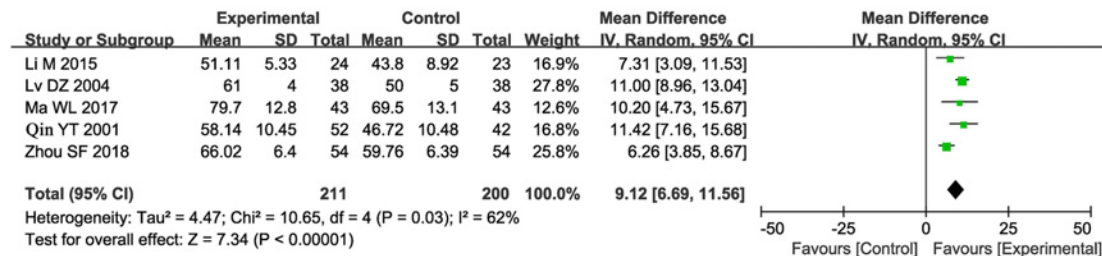 Experimental Control Mean Difference Mean Difference
Study or Subgroup Mean SD Total Mean SD Total Weight IV, Random, 95% CI IV, Random, 95% CI
Li M 2015 51.11 5.33 24 43.8 8.92 23 16.9% 7.31 [3.09, 11.53]
Lv DZ 2004 61 4 38 50 5 38 27.8% 11.00 [8.96, 13.04]
Ma WL 2017 79.7 12.8 43 69.5 13.1 43 12.6% 10.20 [4.73, 15.67]
Qin YT 2001 58.14 10.45 52 46.72 10.48 42 16.8% 11.42 [7.16, 15.68]
Zhou SF 2018 66.02 6.4 54 59.76 6.39 54 25.8% 6.26 [3.85, 8.67]
Total (95% CI) 211 200 100.0% 9.12 [6.69, 11.56]
Heterogeneity: Tau² = 4.47; Chi² = 10.65, df = 4 (P = 0.03); I² = 62%
Test for overall effect: Z = 7.34 (P < 0.00001)
-50 -25 0 25 50
Favours [Control] Favours [Experimental]